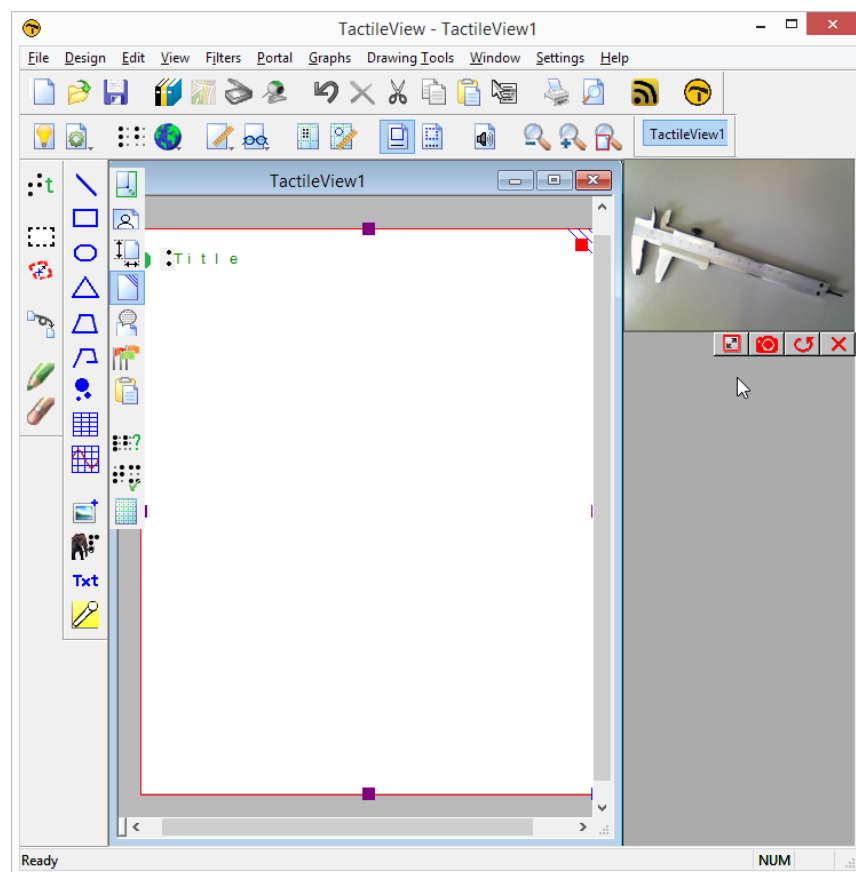 TactileView - TactileView1
File Design Edit View Filters Portal Graphs Drawing Tools Window Settings Help
TactileView1
t
TactileView1
Title
?
Txt
Ready
NUM